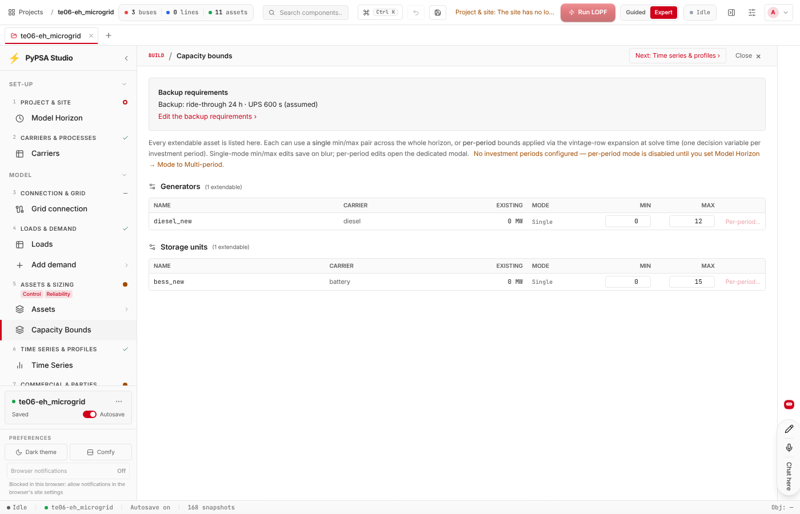 Projects / te06-eh_microgrid
3 buses 0 lines 11 assets
Search components...
⌘ Ctrl K
Project & site: The site has no lo...
Run LOPF
Guided Expert
Idle
A
te06-eh_microgrid
PyPSA Studio
BUILD / Capacity bounds
Next: Time series & profiles ›
Close ×
SET-UP
1 PROJECT & SITE
Model Horizon
2 CARRIERS & PROCESSES
Carriers
MODEL
3 CONNECTION & GRID
Grid connection
4 LOADS & DEMAND
Loads
Add demand
5 ASSETS & SIZING
Control Reliability
Assets
Capacity Bounds
6 TIME SERIES & PROFILES
Time Series
7 COMMERCIAL & PARTIES
te06-eh_microgrid
Saved Autosave
PREFERENCES
Dark theme Comfy
Browser notifications Off
Blocked in this browser: allow notifications in the
browser's site settings
Backup requirements
Backup: ride-through 24 h · UPS 600 s (assumed)
Edit the backup requirements ›
Every extendable asset is listed here. Each can use a single min/max pair across the whole horizon, or per-period bounds applied via the vintage-row expansion at solve time (one decision variable per
investment period). Single-mode min/max edits save on blur; per-period edits open the dedicated modal. No investment periods configured — per-period mode is disabled until you set Model Horizon
→ Mode to Multi-period.
Generators (1 extendable)
NAME CARRIER EXISTING MODE MIN MAX
diesel_new diesel 0 MW Single 0 12 Per-period...
Storage units (1 extendable)
NAME CARRIER EXISTING MODE MIN MAX
bess_new battery 0 MW Single 0 15 Per-period...
Chat here
Idle te06-eh_microgrid Autosave on 168 snapshots Obj: —